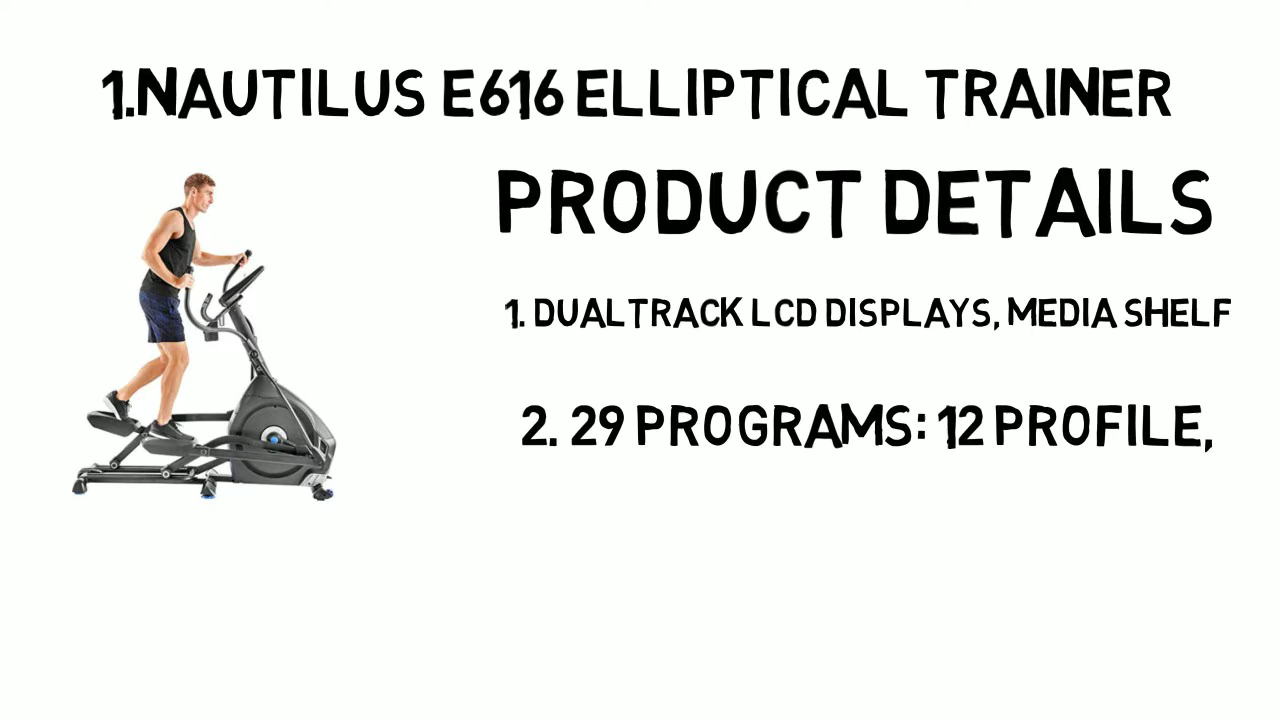 1.NAUTILUS E616 ELLIPTICAL TRAINER
PRODUCT DETAILS
1. DUALTRACK LCD DISPLAYS, MEDIA SHELF
2. 29 PROGRAMS: 12 PROFILE,